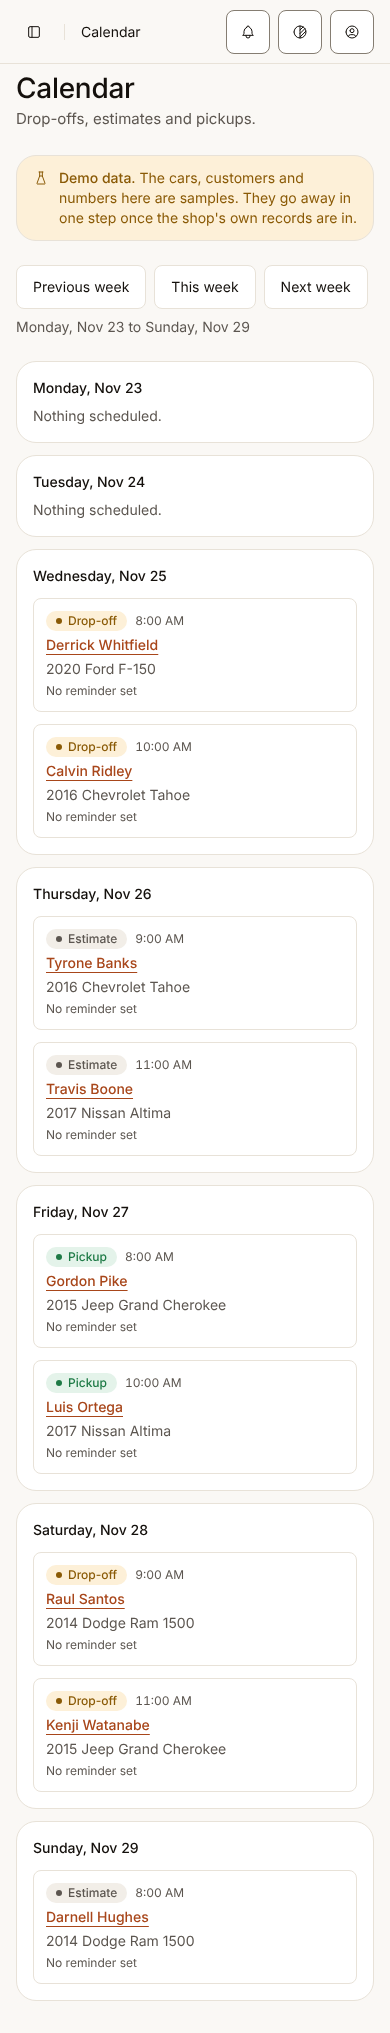 Calendar
Calendar
Drop-offs, estimates and pickups.
Demo data. The cars, customers and
numbers here are samples. They go away in
one step once the shop's own records are in.
Previous week
This week
Next week
Monday, Nov 23 to Sunday, Nov 29
Monday, Nov 23
Nothing scheduled.
Tuesday, Nov 24
Nothing scheduled.
Wednesday, Nov 25
Drop-off 8:00 AM
Derrick Whitfield
2020 Ford F-150
No reminder set
Drop-off 10:00 AM
Calvin Ridley
2016 Chevrolet Tahoe
No reminder set
Thursday, Nov 26
Estimate 9:00 AM
Tyrone Banks
2016 Chevrolet Tahoe
No reminder set
Estimate 11:00 AM
Travis Boone
2017 Nissan Altima
No reminder set
Friday, Nov 27
Pickup 8:00 AM
Gordon Pike
2015 Jeep Grand Cherokee
No reminder set
Pickup 10:00 AM
Luis Ortega
2017 Nissan Altima
No reminder set
Saturday, Nov 28
Drop-off 9:00 AM
Raul Santos
2014 Dodge Ram 1500
No reminder set
Drop-off 11:00 AM
Kenji Watanabe
2015 Jeep Grand Cherokee
No reminder set
Sunday, Nov 29
Estimate 8:00 AM
Darnell Hughes
2014 Dodge Ram 1500
No reminder set